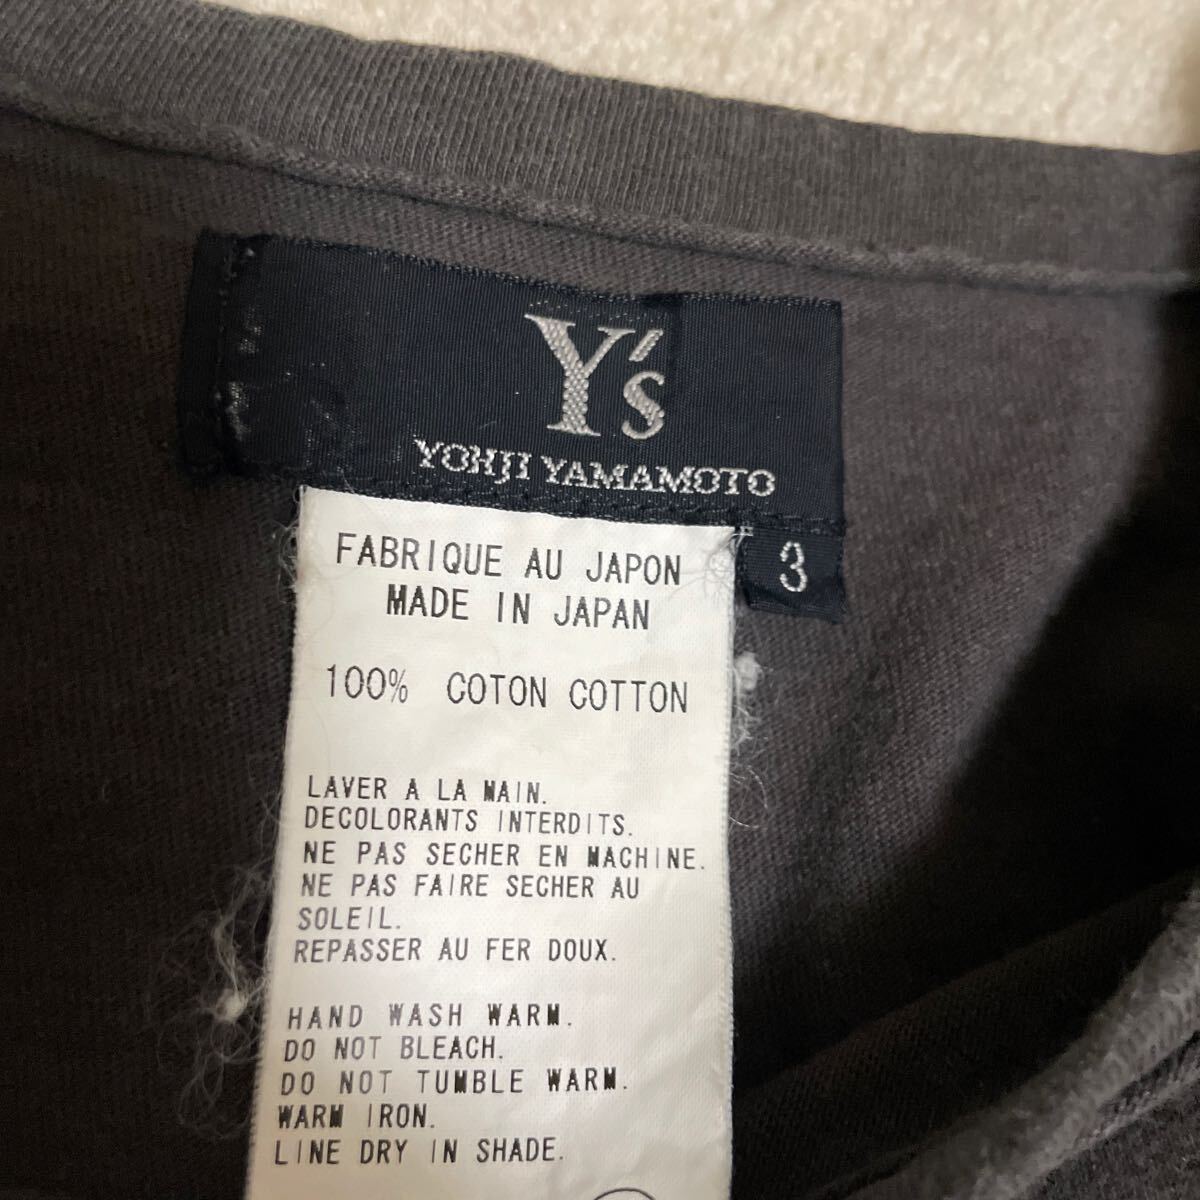 Y's
YOHJI YAMAMOTO
3
FABRIQUE AU JAPON
MADE IN JAPAN
100% COTON COTTON
LAVER A LA MAIN.
DECOLORANTS INTERDITS.
NE PAS SECHER EN MACHINE.
NE PAS FAIRE SECHER AU
SOLEIL.
REPASSER AU FER DOUX.
HAND WASH WARM.
DO NOT BLEACH.
DO NOT TUMBLE WARM.
WARM IRON.
LINE DRY IN SHADE.